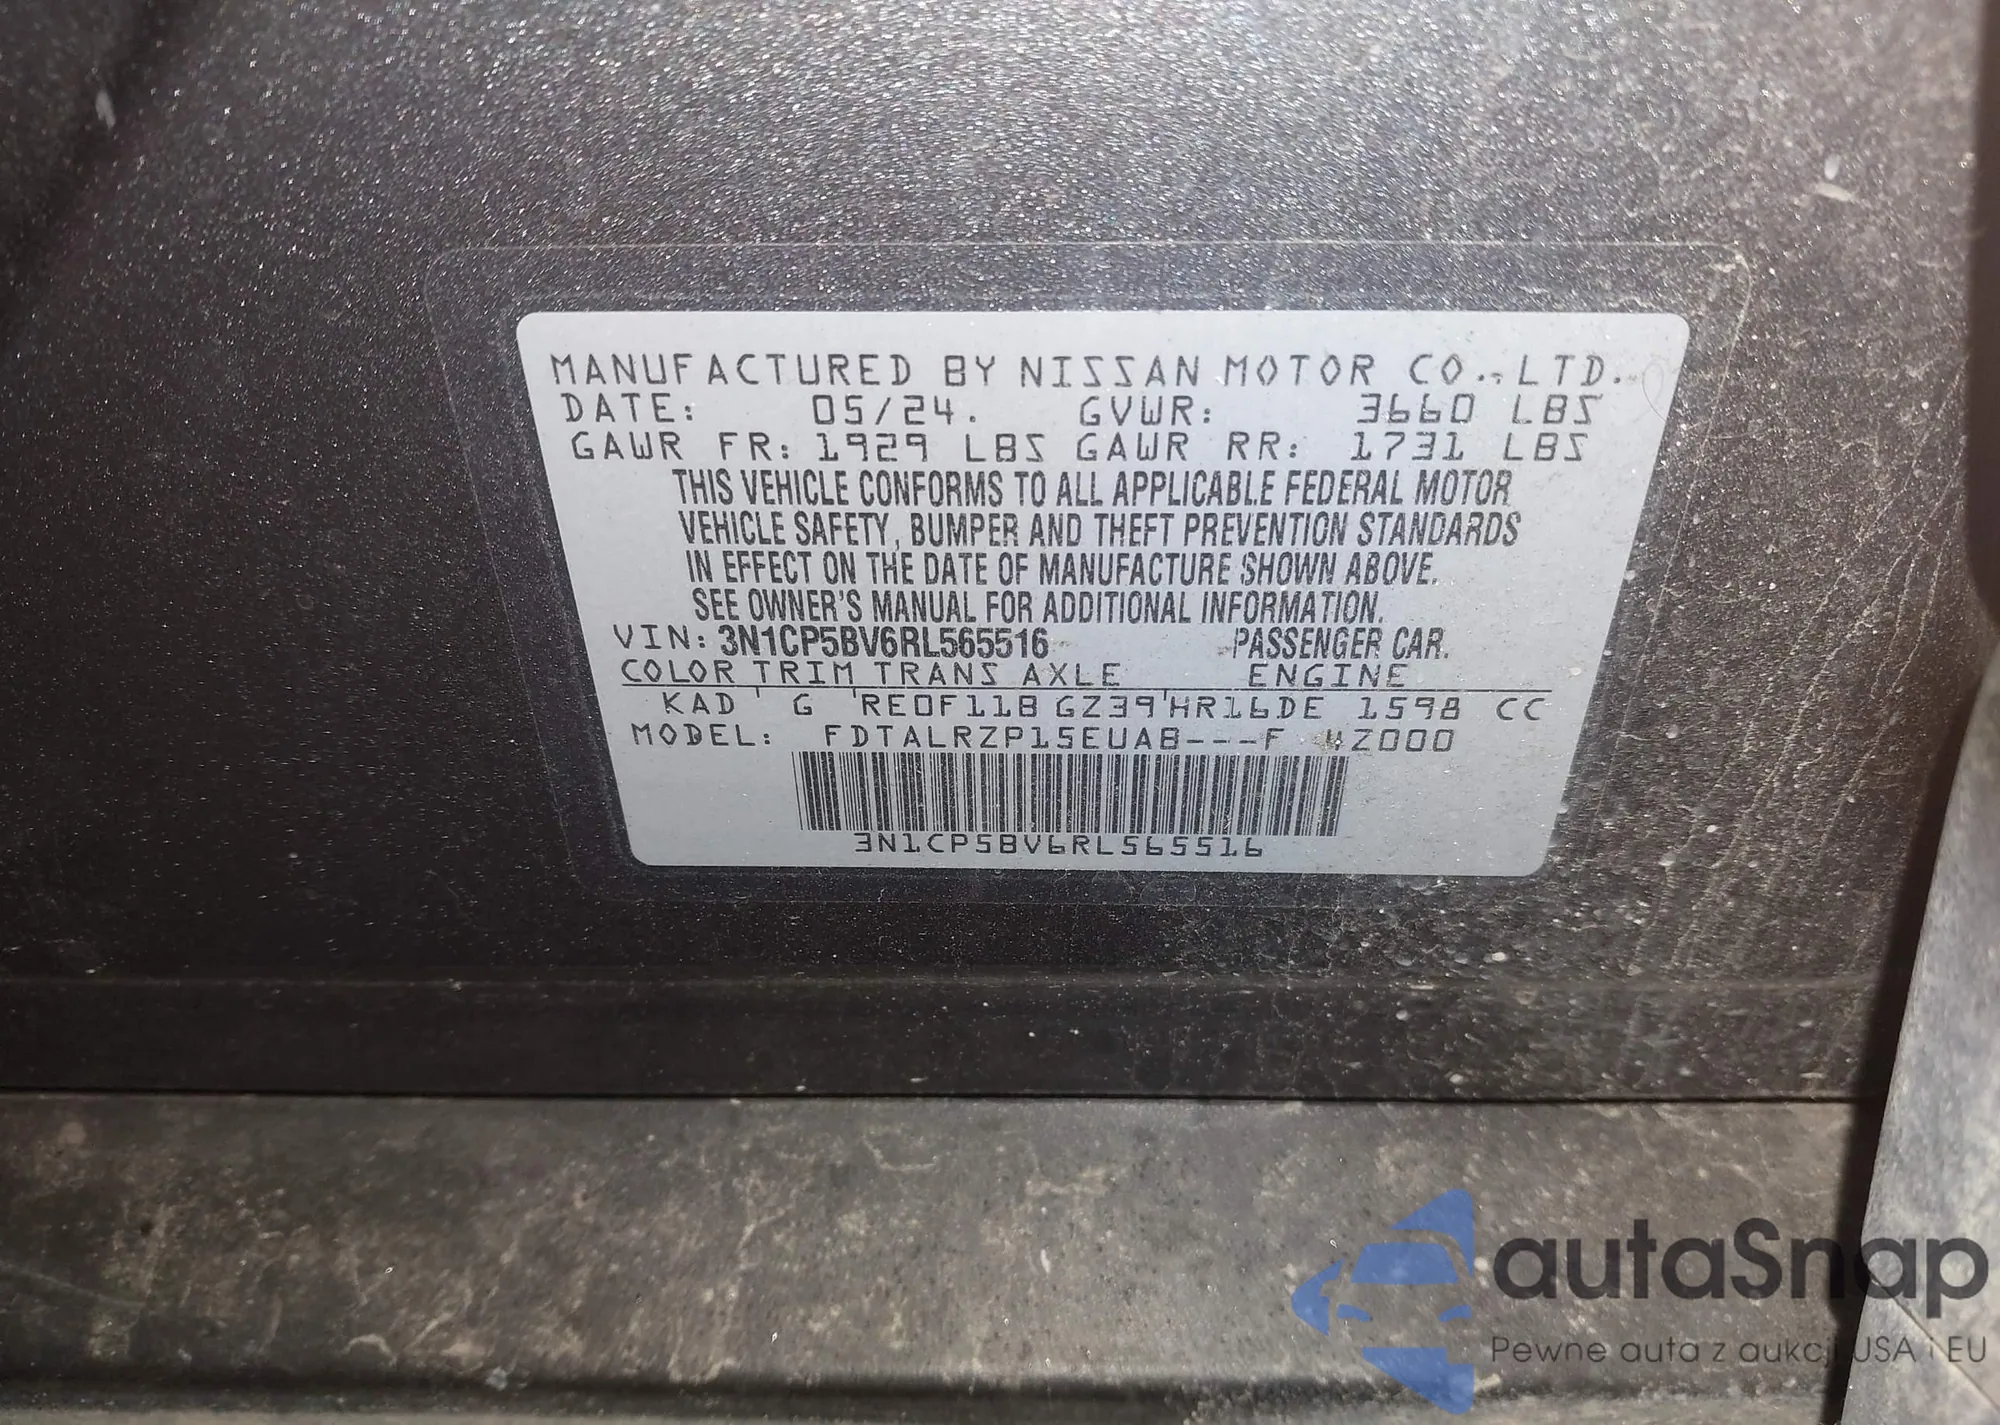 MANUFACTURED BY NISSAN MOTOR CO., LTD.
DATE: 05/24. GVWR: 3660 LBS
GAWR FR: 1929 LBS GAWR RR: 1731 LBS
THIS VEHICLE CONFORMS TO ALL APPLICABLE FEDERAL MOTOR
VEHICLE SAFETY, BUMPER AND THEFT PREVENTION STANDARDS
IN EFFECT ON THE DATE OF MANUFACTURE SHOWN ABOVE.
SEE OWNER'S MANUAL FOR ADDITIONAL INFORMATION.
VIN: 3N1CP5BV6RL565516 PASSENGER CAR.
COLOR TRIM TRANS AXLE ENGINE
KAD G RE0F11B GZ39 HR16DE 1598 CC
MODEL: FDTALRZP15EUAB---F
3N1CP5BV6RL565516
autaSnap
Pewne auta z aukcji USA i EU